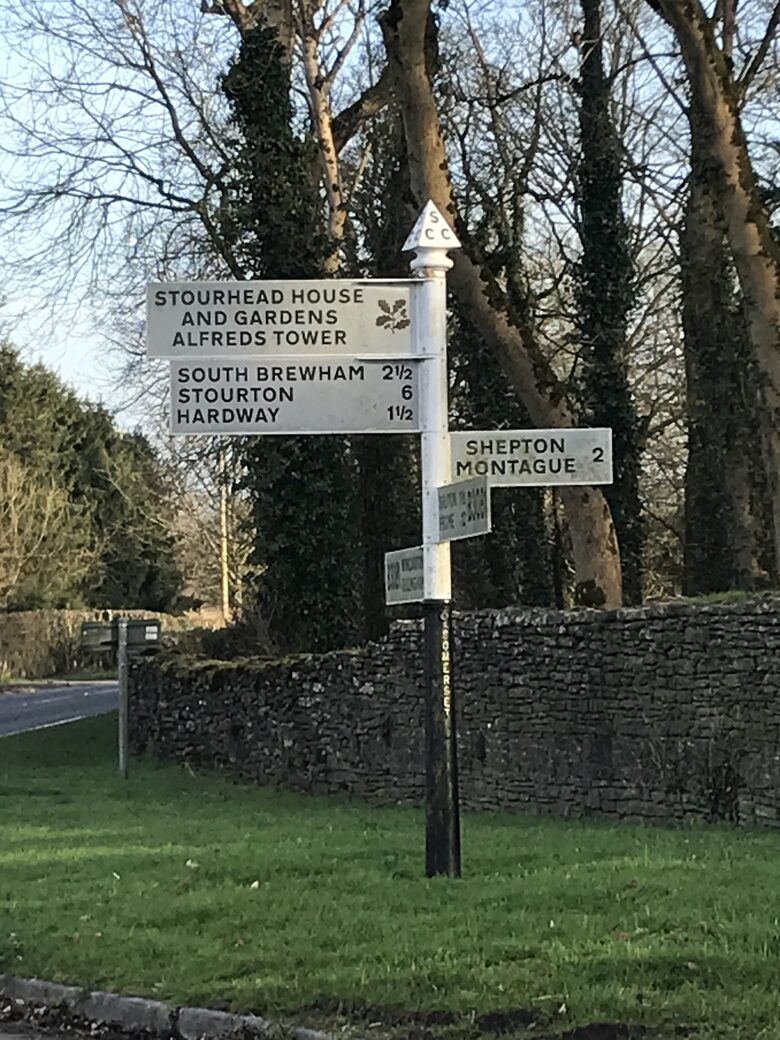 S
C C
STOURHEAD HOUSE
AND GARDENS
ALFREDS TOWER
SOUTH BREWHAM 2½
STOURTON 6
HARDWAY 1½
SHEPTON
MONTAGUE 2
SOMERSET